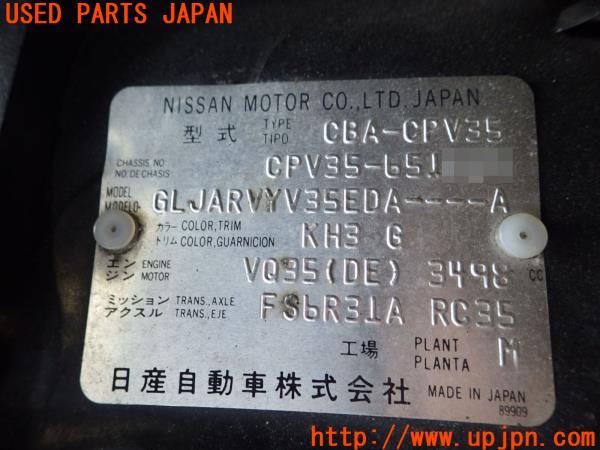 USED PARTS JAPAN
NISSAN MOTOR CO.,LTD. JAPAN
型式 TYPE TIPO CBA-CPV35
CHASSIS NO NO.DE CHASIS CPV35-651
MODEL MODELO GLJARVYV35EDA----A
カラー COLOR,TRIM トリム COLOR,GUARNICION KH3 G
エンジン ENGINE MOTOR VQ35(DE) 3498 CC
ミッション TRANS.,AXLE アクスル TRANS.,EJE FS6R31A RC35
工場 PLANT PLANTA M
日産自動車株式会社 MADE IN JAPAN
89909
http://www.upjpn.com